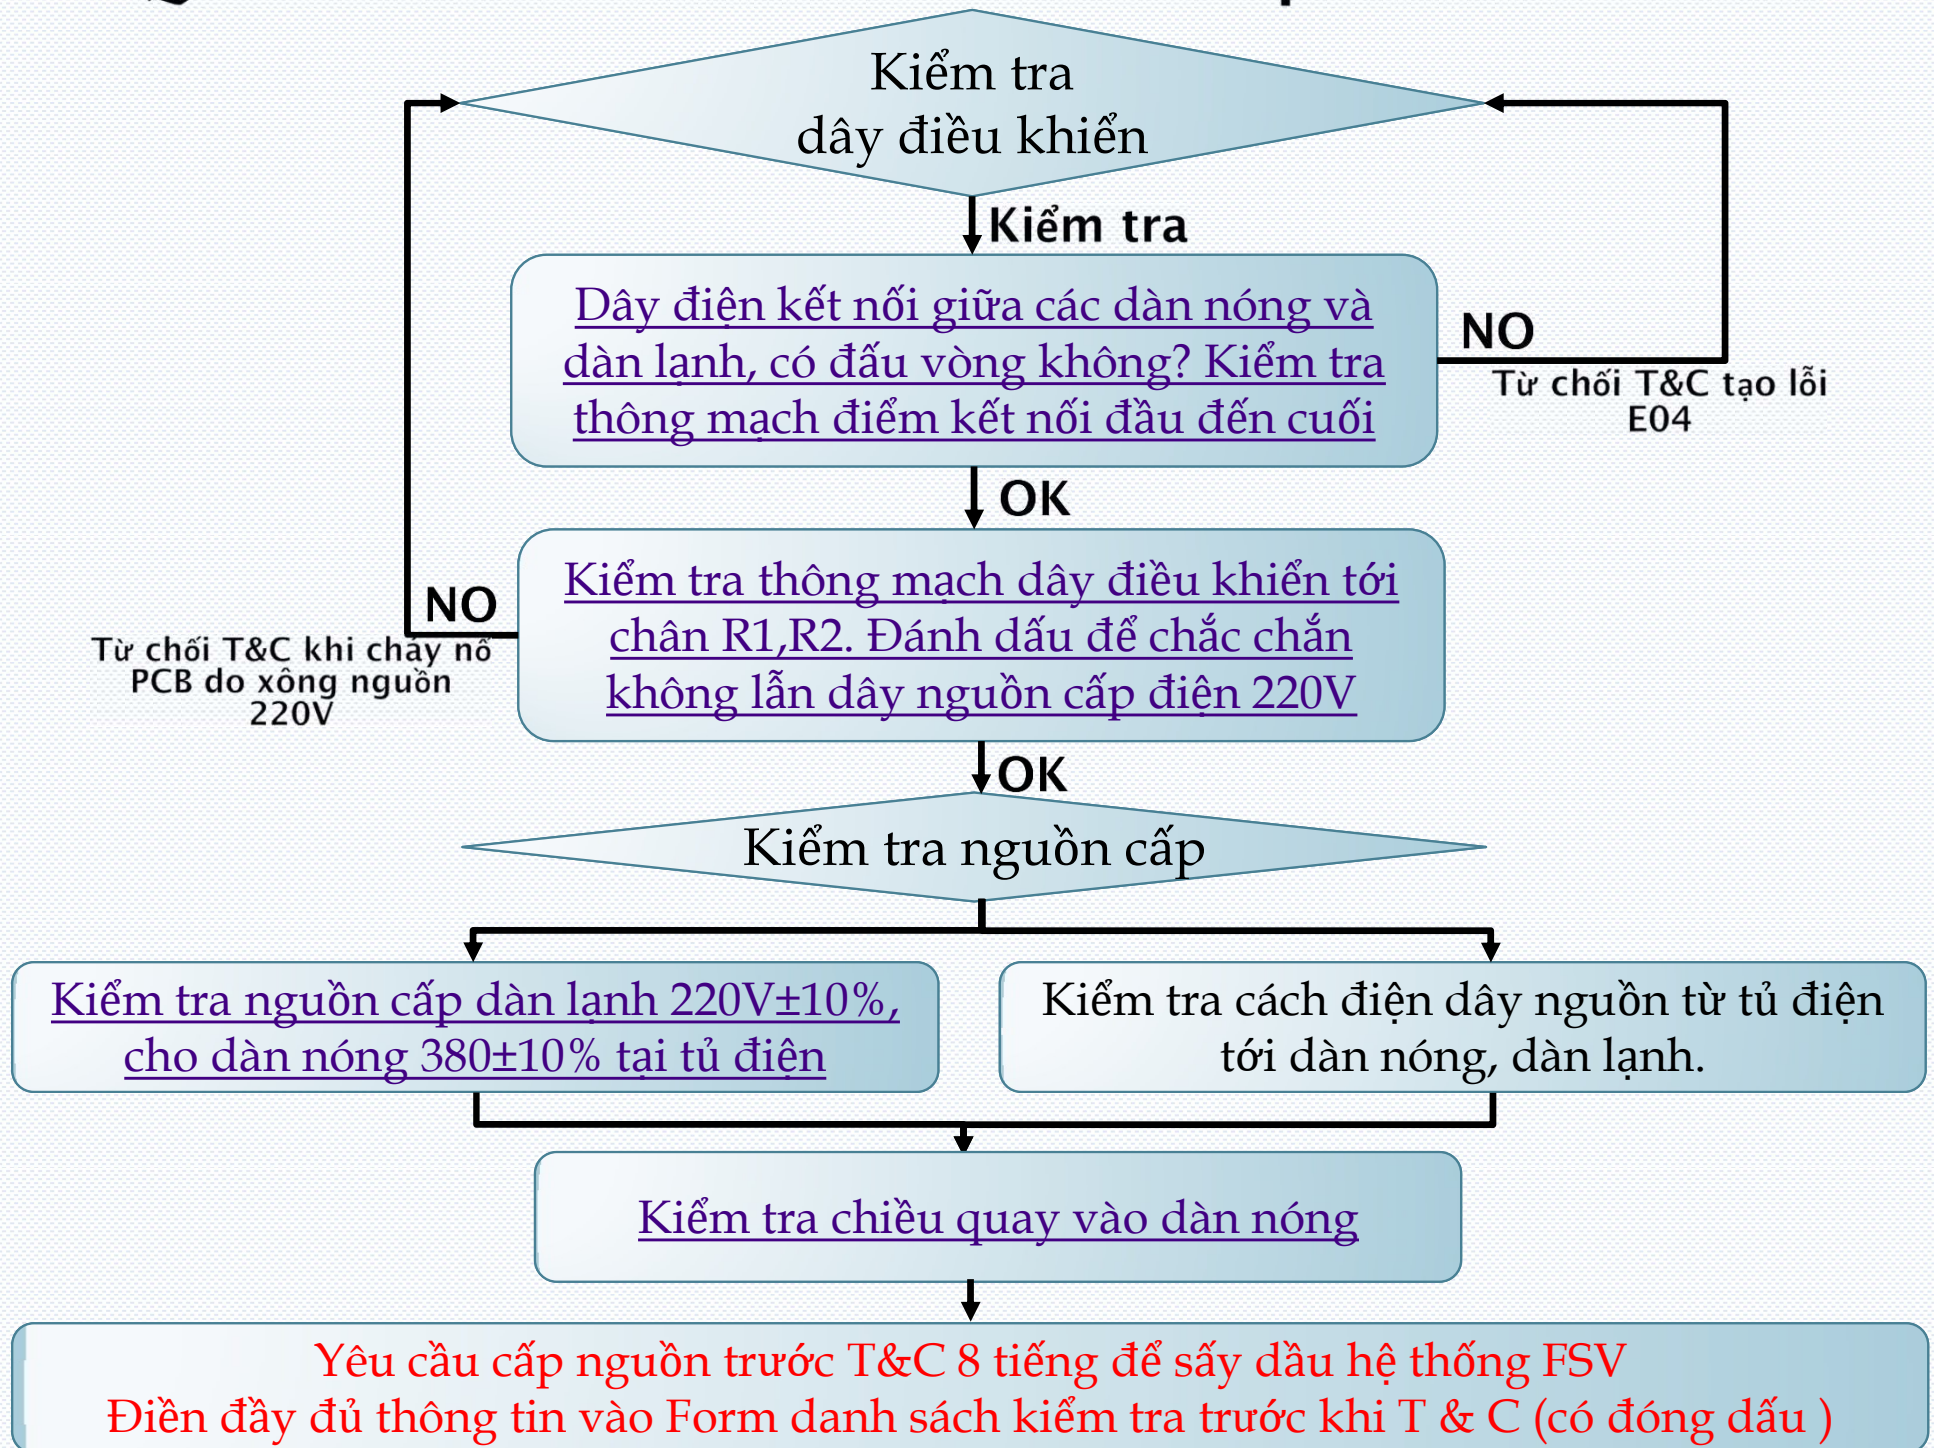 Kiểm tra
dây điều khiển
Kiểm tra
Dây điện kết nối giữa các dàn nóng và
dàn lạnh, có đấu vòng không? Kiểm tra
thông mạch điểm kết nối đầu đến cuối
NO
Từ chối T&C tạo lỗi
E04
OK
Kiểm tra thông mạch dây điều khiển tới
chân R1,R2. Đánh dấu để chắc chắn
không lẫn dây nguồn cấp điện 220V
NO
Từ chối T&C khi cháy nổ
PCB do xông nguồn
220V
OK
Kiểm tra nguồn cấp
Kiểm tra nguồn cấp dàn lạnh 220V±10%,
cho dàn nóng 380±10% tại tủ điện
Kiểm tra cách điện dây nguồn từ tủ điện
tới dàn nóng, dàn lạnh.
Kiểm tra chiều quay vào dàn nóng
Yêu cầu cấp nguồn trước T&C 8 tiếng để sấy dầu hệ thống FSV
Điền đầy đủ thông tin vào Form danh sách kiểm tra trước khi T & C (có đóng dấu )